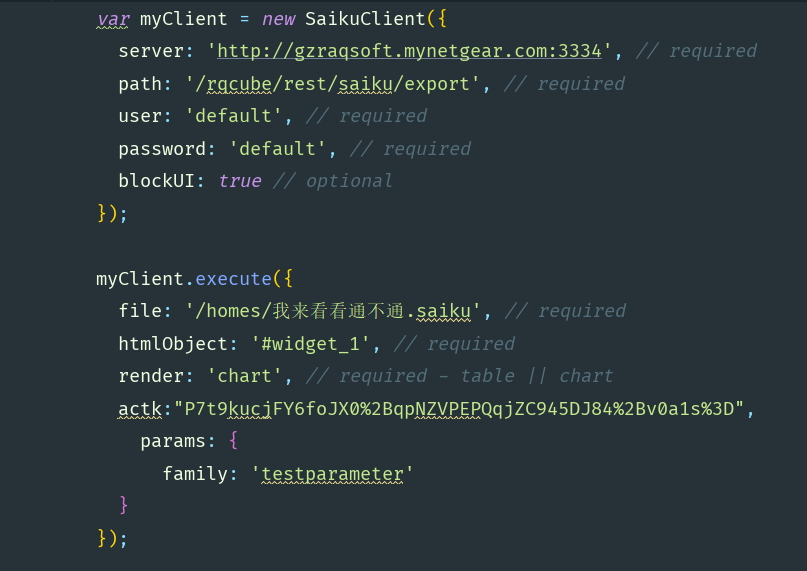 var myClient = new SaikuClient({
server: 'http://gzraqsoft.mynetgear.com:3334', // required
path: '/rqcube/rest/saiku/export', // required
user: 'default', // required
password: 'default', // required
blockUI: true // optional
});
myClient.execute({
file: '/homes/我来看看通不通.saiku', // required
htmlObject: '#widget_1', // required
render: 'chart', // required - table || chart
actk:"P7t9kucjFY6foJX0%2BqpNZVPEPQqjZC945DJ84%2Bv0a1s%3D",
params: {
family: 'testparameter'
}
});